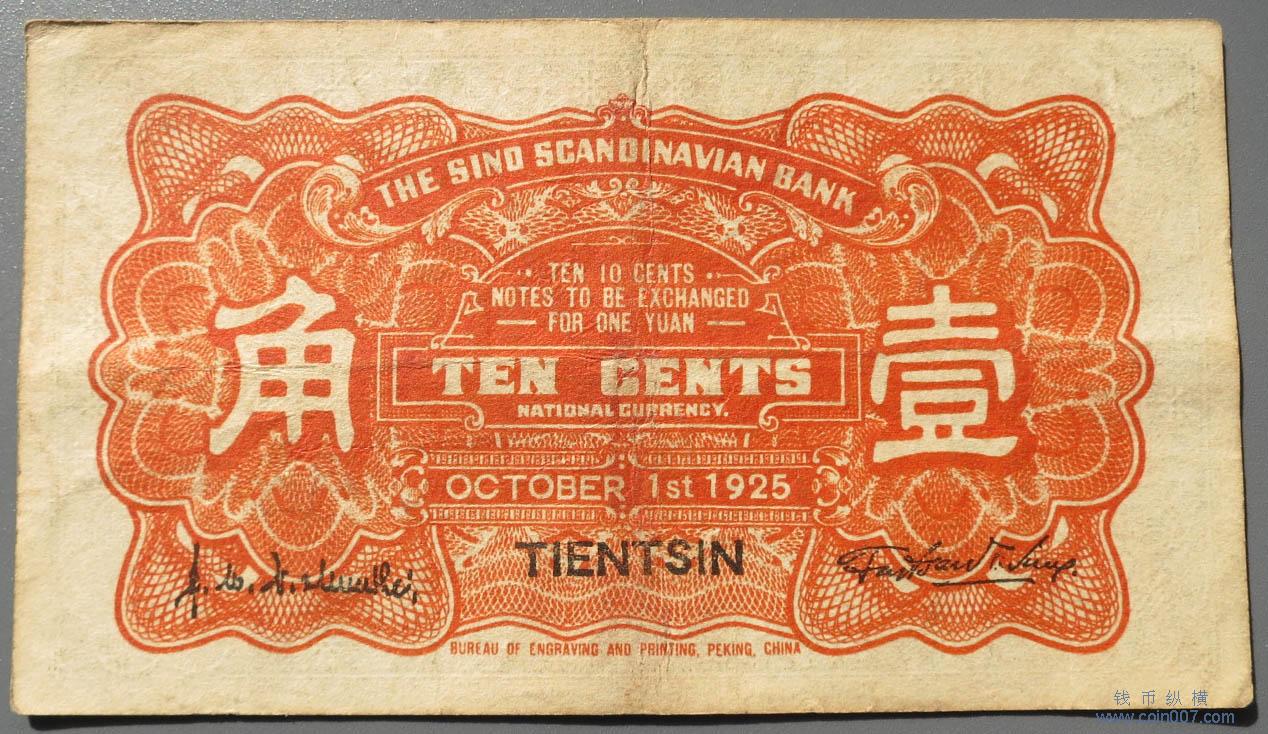 THE SINO SCANDINAVIAN BANK
TEN 10 CENTS
NOTES TO BE EXCHANGED
FOR ONE YUAN
角 壹
TEN CENTS
NATIONAL CURRENCY.
OCTOBER 1st 1925
TIENTSIN
BUREAU OF ENGRAVING AND PRINTING, PEKING, CHINA
钱币纵横
www.coin007.com